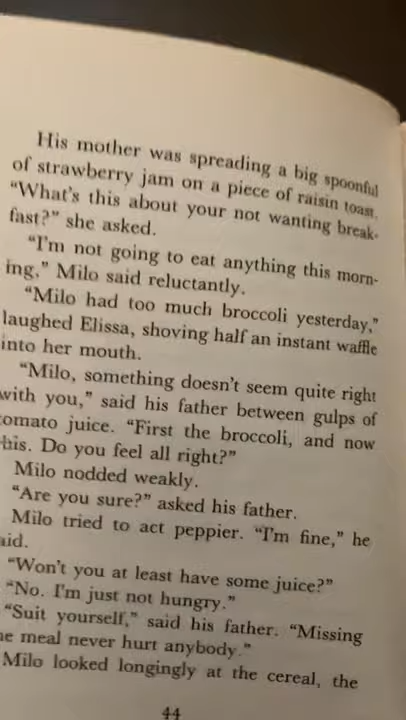 His mother was spreading a big spoonful
of strawberry jam on a piece of raisin toast.
“What's this about your not wanting break-
fast?” she asked.
“I'm not going to eat anything this morn-
ing,” Milo said reluctantly.
“Milo had too much broccoli yesterday,”
laughed Elissa, shoving half an instant waffle
into her mouth.
“Milo, something doesn't seem quite right
with you,” said his father between gulps of
tomato juice. “First the broccoli, and now
this. Do you feel all right?”
Milo nodded weakly.
“Are you sure?” asked his father.
Milo tried to act peppier. “I'm fine,” he
said.
“Won't you at least have some juice?”
“No. I'm just not hungry.”
“Suit yourself,” said his father. “Missing
ne meal never hurt anybody.”
Milo looked longingly at the cereal, the
44